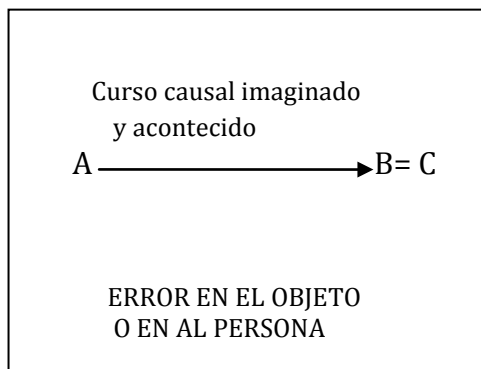 Curso causal imaginado
y acontecido
A B= C
ERROR EN EL OBJETO
O EN AL PERSONA